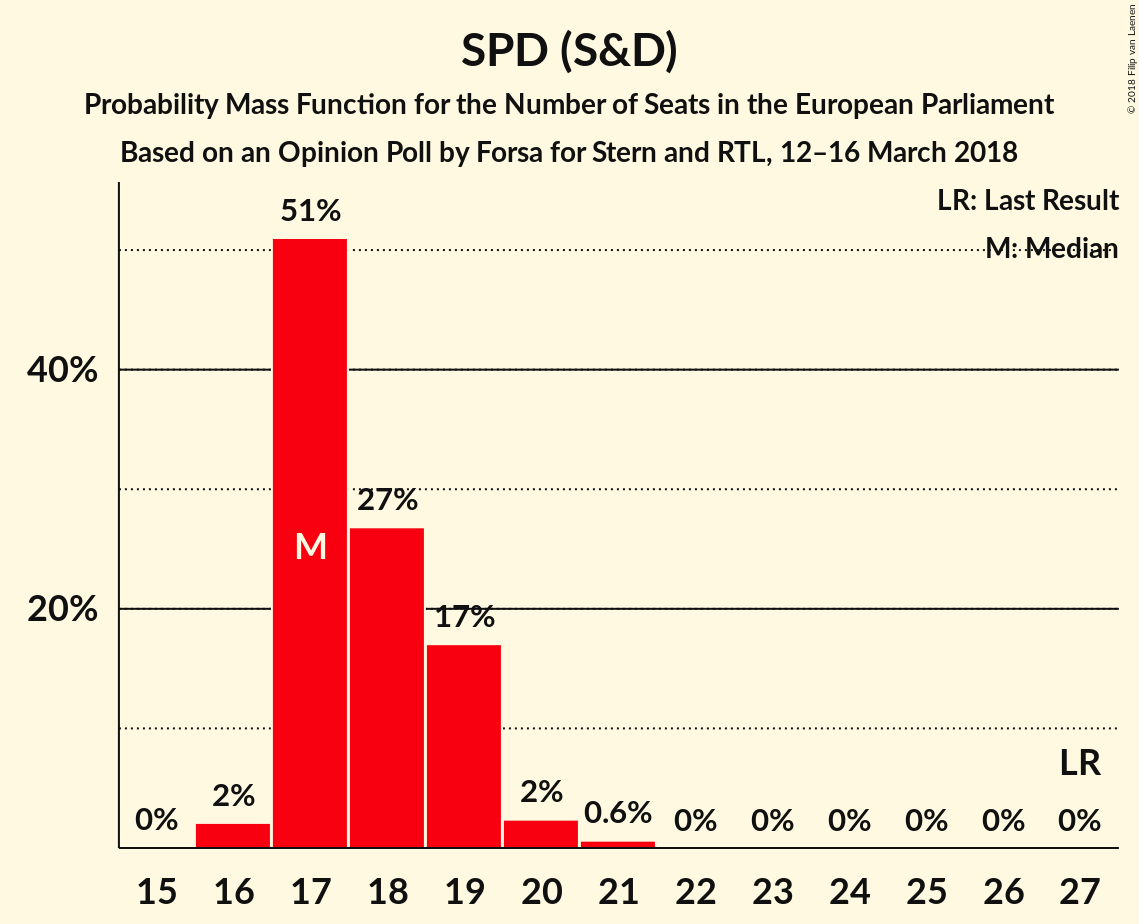 SPD (S&D)
Probability Mass Function for the Number of Seats in the European Parliament
Based on an Opinion Poll by Forsa for Stern and RTL, 12–16 March 2018
© 2018 Filip van Laenen
LR: Last Result
M: Median
51%
40%
27%
M
20%
17%
LR
0%
2%
2%
0.6%
0%
0%
0%
0%
0%
0%
15 16 17 18 19 20 21 22 23 24 25 26 27